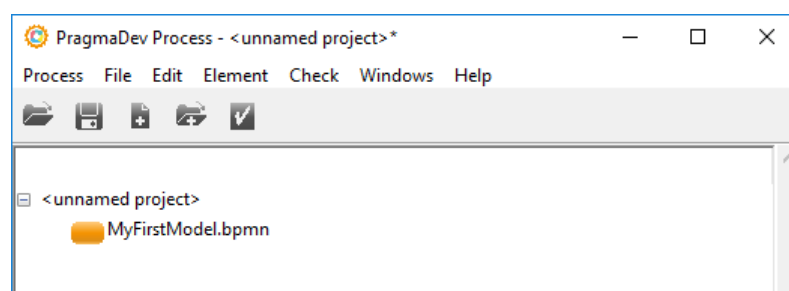 PragmaDev Process - <unnamed project>*
Process File Edit Element Check Windows Help
<unnamed project>
MyFirstModel.bpmn